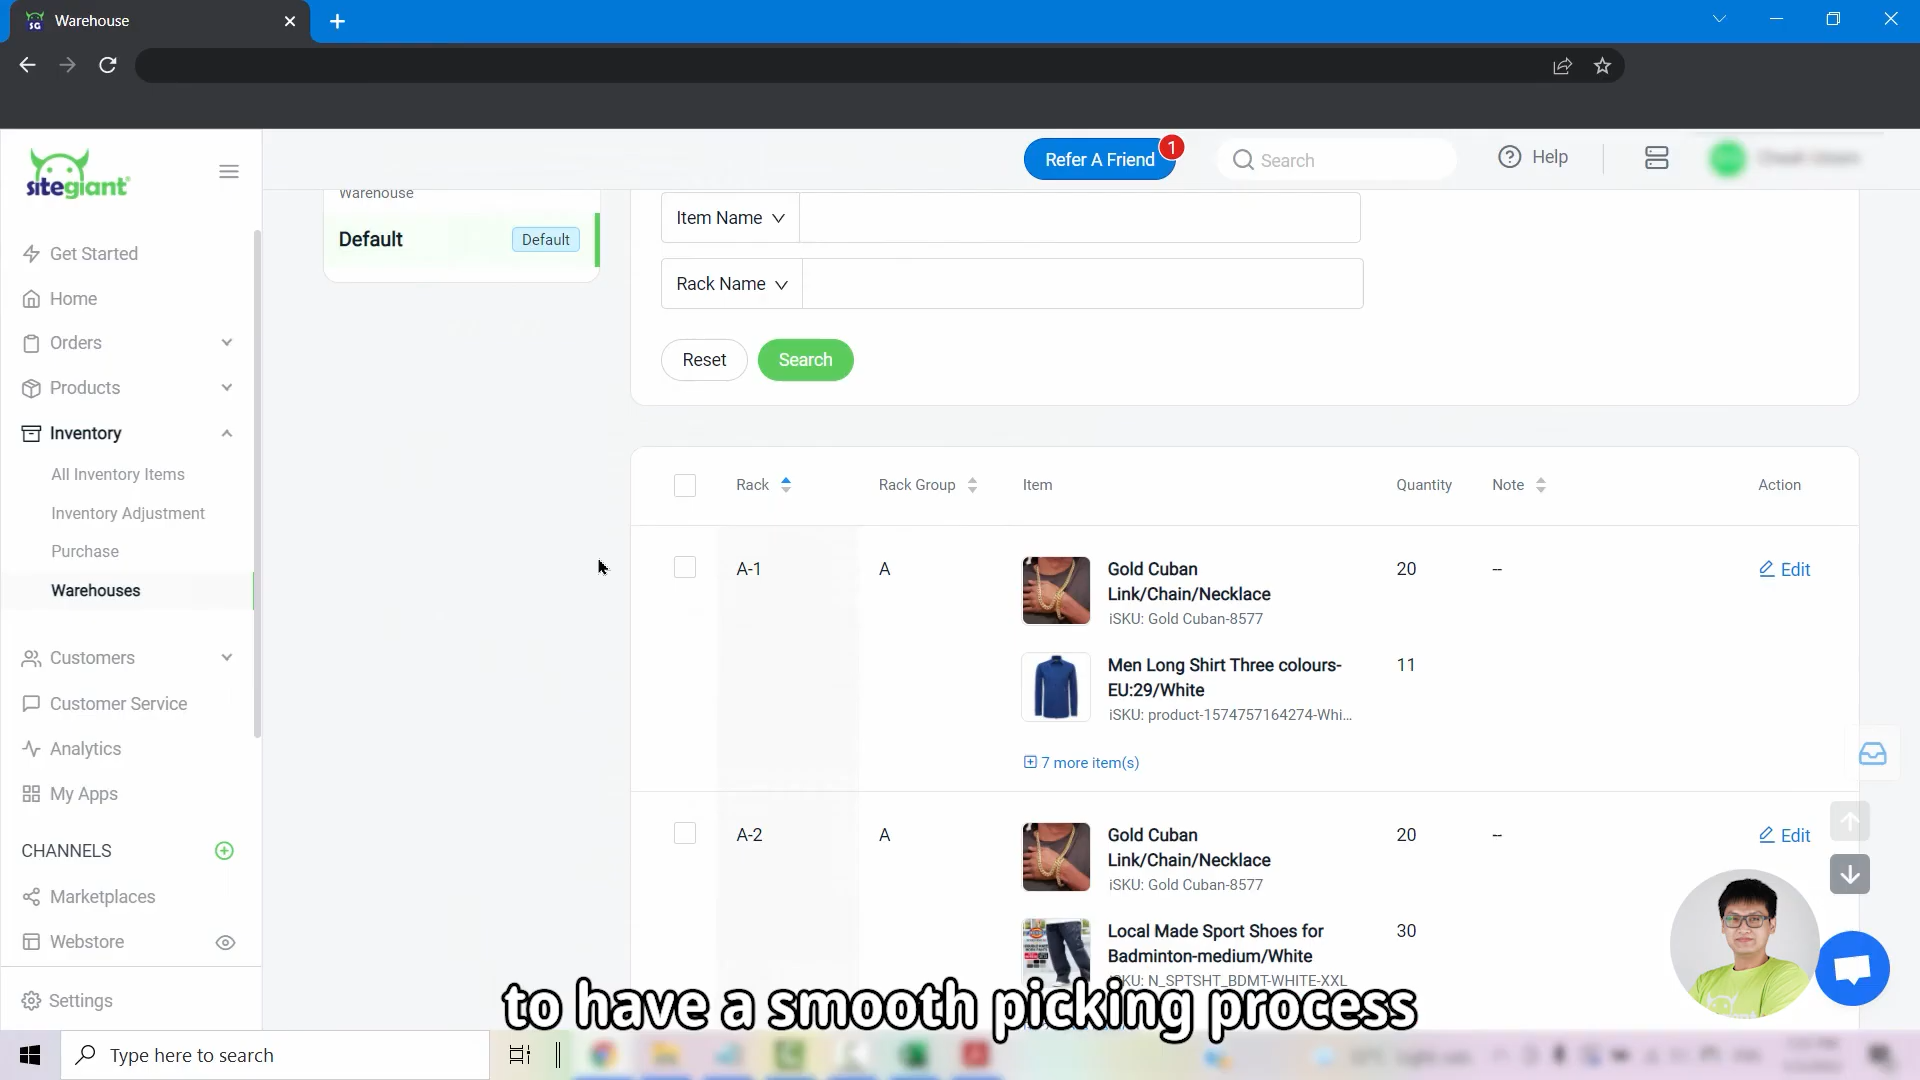 SG Warehouse
sitegiant
Refer A Friend
1
Search
Help
Get Started
Home
Orders
Products
Inventory
All Inventory Items
Inventory Adjustment
Purchase
Warehouses
Customers
Customer Service
Analytics
My Apps
CHANNELS
Marketplaces
Webstore
Settings
Warehouse
Default Default
Item Name
Rack Name
Reset Search
Rack Rack Group Item Quantity Note Action
A-1 A Gold Cuban 20 -- Edit
Link/Chain/Necklace
iSKU: Gold Cuban-8577
Men Long Shirt Three colours- 11
EU:29/White
iSKU: product-1574757164274-Whi...
7 more item(s)
A-2 A Gold Cuban 20 -- Edit
Link/Chain/Necklace
iSKU: Gold Cuban-8577
Local Made Sport Shoes for 30
Badminton-medium/White
iSKU: N_SPTSHT_BDMT-WHITE-XXL
to have a smooth picking process
Type here to search